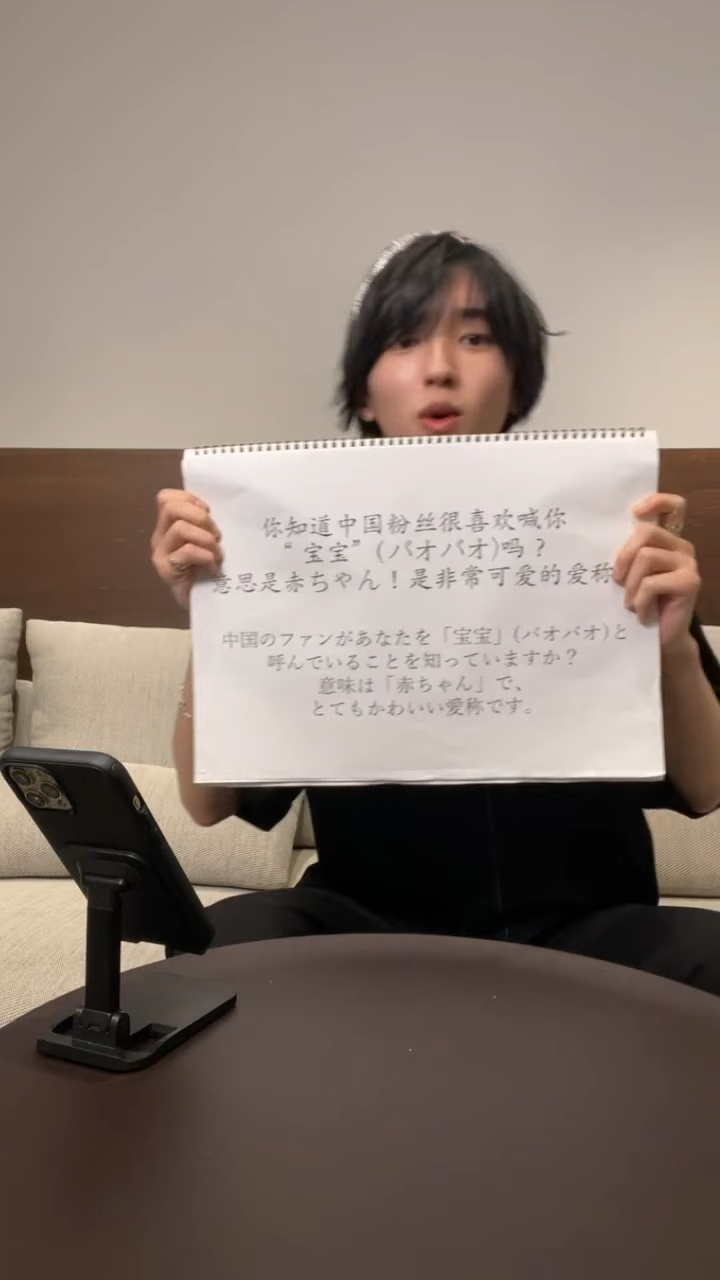 你知道中国粉丝很喜欢喊你
“宝宝”(バオバオ)吗？
意思是赤ちゃん！是非常可爱的爱称
中国のファンがあなたを「宝宝」(バオバオ)と
呼んでいることを知っていますか？
意味は「赤ちゃん」で、
とてもかわいい愛称です。